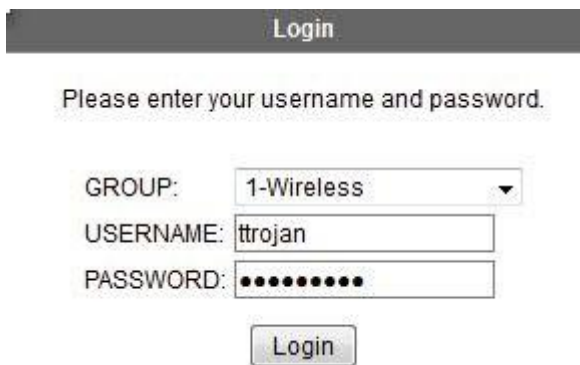 Login
Please enter your username and password.
GROUP: 1-Wireless
USERNAME: ttrojan
PASSWORD: •••••••••
Login